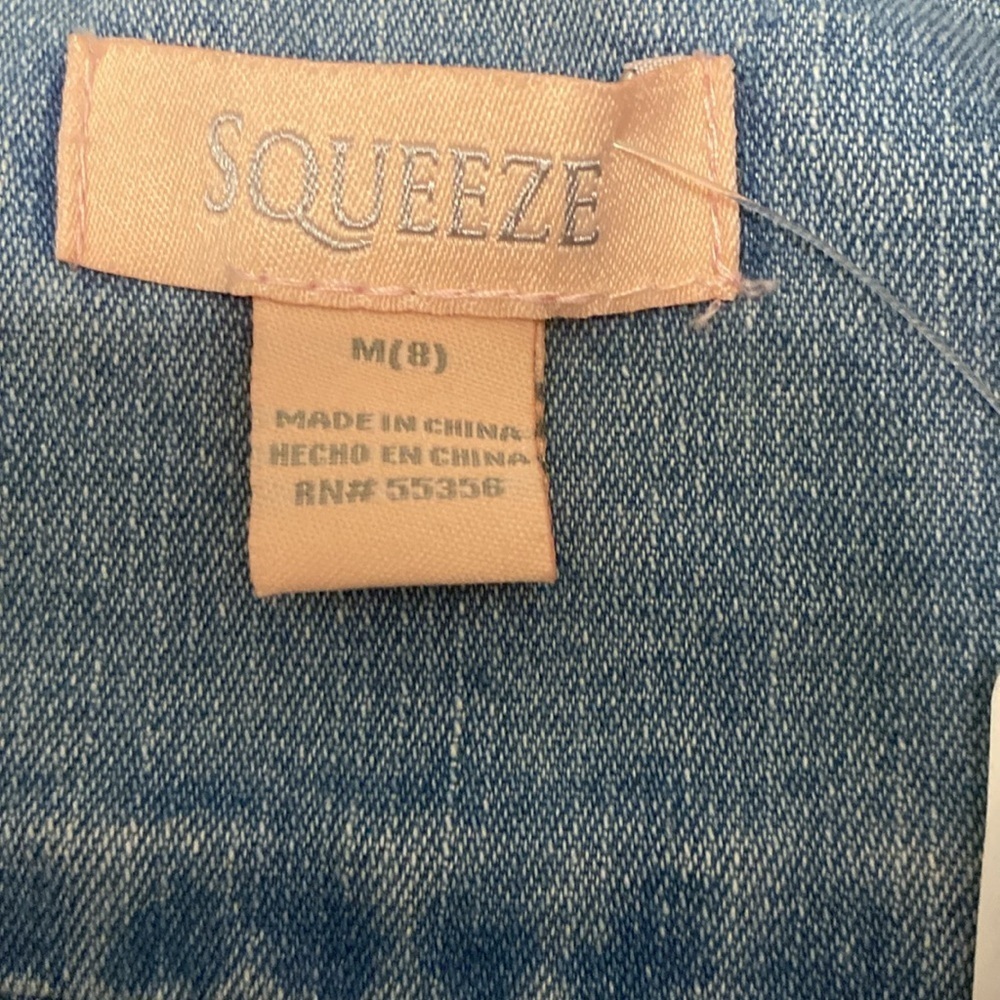 SQUEEZE
M(8)
MADE IN CHINA
HECHO EN CHINA
RN# 55356